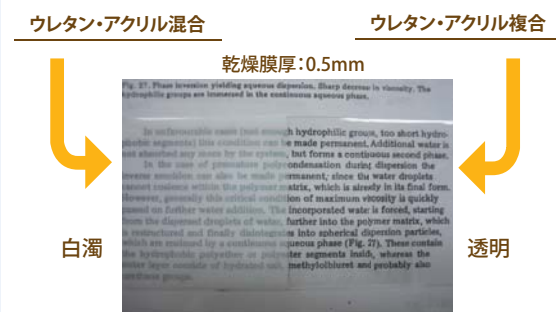 ウレタン・アクリル混合
ウレタン・アクリル複合
乾燥膜厚：0.5mm
Fig. 27. Phase inversion yielding aqueous dispersion. Sharp decrease in viscosity. The
hydrophilic groups are immersed in the continuous aqueous phase.
In unfavourable cases (not enough hydrophilic groups, too short hydro-
phobic segments) this condition can be made permanent. Additional water is
not absorbed any more by the system, but forms a continuous second phase.
In the case of premature polycondensation during dispersion the
inverse emulsion can also be made permanent, since the water droplets
cannot coalesce within the polymer matrix, which is already in its final form.
However, generally this critical condition of maximum viscosity is quickly
passed on further water addition. The incorporated water is forced, starting
from the dispersed droplets of water, further into the polymer matrix, which
is restructured and finally disintegrates into spherical dispersion particles,
which are enclosed by a continuous aqueous phase (Fig. 27). These contain
the hydrophobic polyether or polyester segments inside, whereas the
outer layer consists of hydrated salt, methylolbiuret and probably also
urethane groups.
白濁
透明